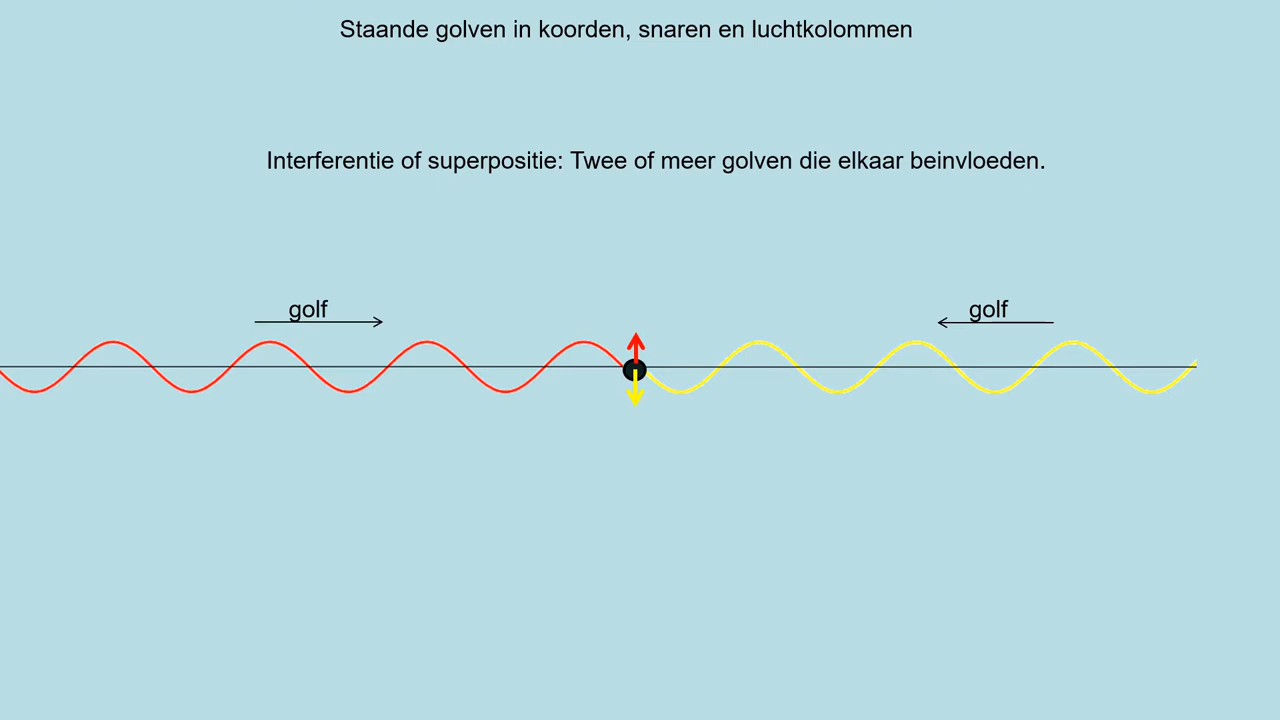 Staande golven in koorden, snaren en luchtkolommen
Interferentie of superpositie: Twee of meer golven die elkaar beinvloeden.
golf
golf